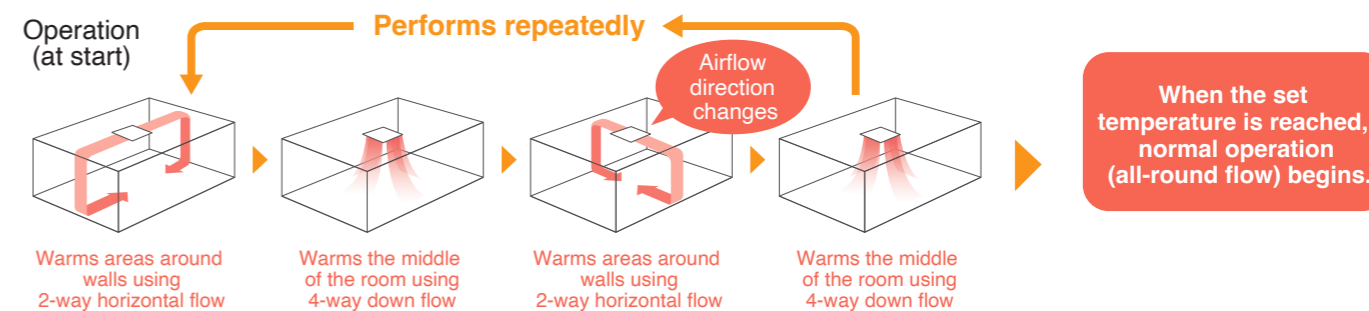 Operation
(at start)
Performs repeatedly
Airflow
direction
changes
Warms areas around
walls using
2-way horizontal flow
Warms the middle
of the room using
4-way down flow
Warms areas around
walls using
2-way horizontal flow
Warms the middle
of the room using
4-way down flow
When the set
temperature is reached,
normal operation
(all-round flow) begins.